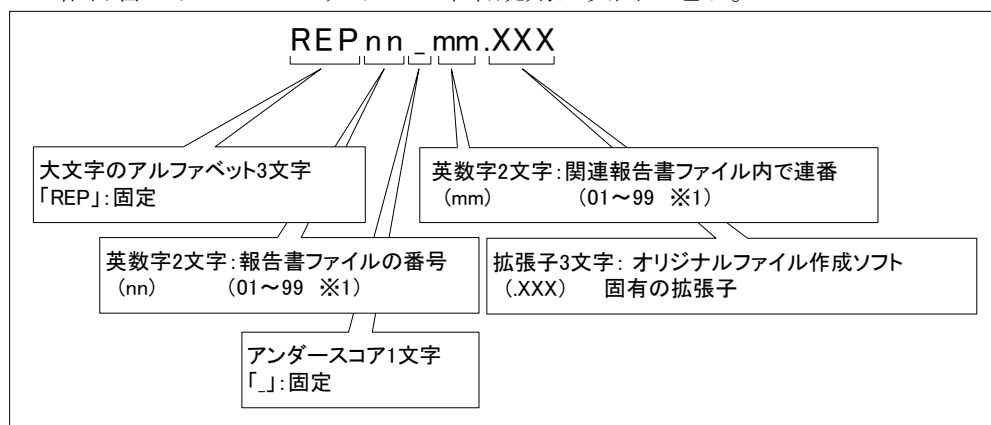 REPnn_mm.XXX
大文字のアルファベット3文字
「REP」:固定
英数字2文字:関連報告書ファイル内で連番
(mm) (01～99 ※1)
英数字2文字:報告書ファイルの番号
(nn) (01～99 ※1)
拡張子3文字: オリジナルファイル作成ソフト
(.XXX) 固有の拡張子
アンダースコア1文字
「_」:固定